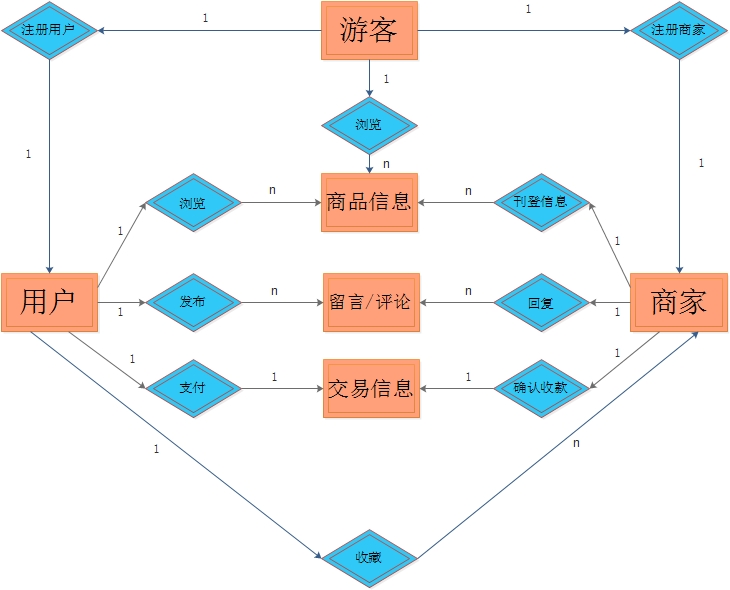 注册用户
1
游客
1
注册商家
1
浏览
1
1
n
浏览
n
商品信息
n
刊登信息
1
1
用户
1
发布
n
留言/评论
n
回复
1
商家
1
支付
1
交易信息
1
确认收款
1
1
n
收藏